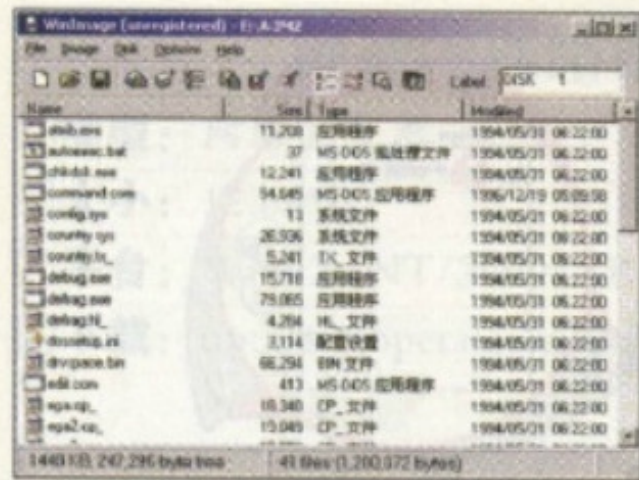 WinImage (unregistered) - E: A-2#42
File Image Disk Options Help
Label DISK 1
Name Size Type Modified
attrib.exe 11,208 应用程序 1994/05/31 06:22:00
autoexec.bat 37 MS-DOS 批处理文件 1994/05/31 06:22:00
chkdsk.exe 12,241 应用程序 1994/05/31 06:22:00
command.com 54,645 MS-DOS 应用程序 1996/12/19 05:09:58
config.sys 13 系统文件 1994/05/31 06:22:00
country.sys 26,936 系统文件 1994/05/31 06:22:00
country.tx_ 5,241 TX_ 文件 1994/05/31 06:22:00
debug.exe 15,718 应用程序 1994/05/31 06:22:00
defrag.exe 79,065 应用程序 1994/05/31 06:22:00
defrag.hl_ 4,284 HL_ 文件 1994/05/31 06:22:00
dossetup.ini 3,114 配置设置 1994/05/31 06:22:00
drvspace.bin 66,294 BIN 文件 1994/05/31 06:22:00
edit.com 413 MS-DOS 应用程序 1994/05/31 06:22:00
ega.cp_ 18,340 CP_ 文件 1994/05/31 06:22:00
ega2.cp_ 19,049 CP_ 文件 1994/05/31 06:22:00
1440 KB, 247,296 bytes free 49 files (1,200,072 bytes)